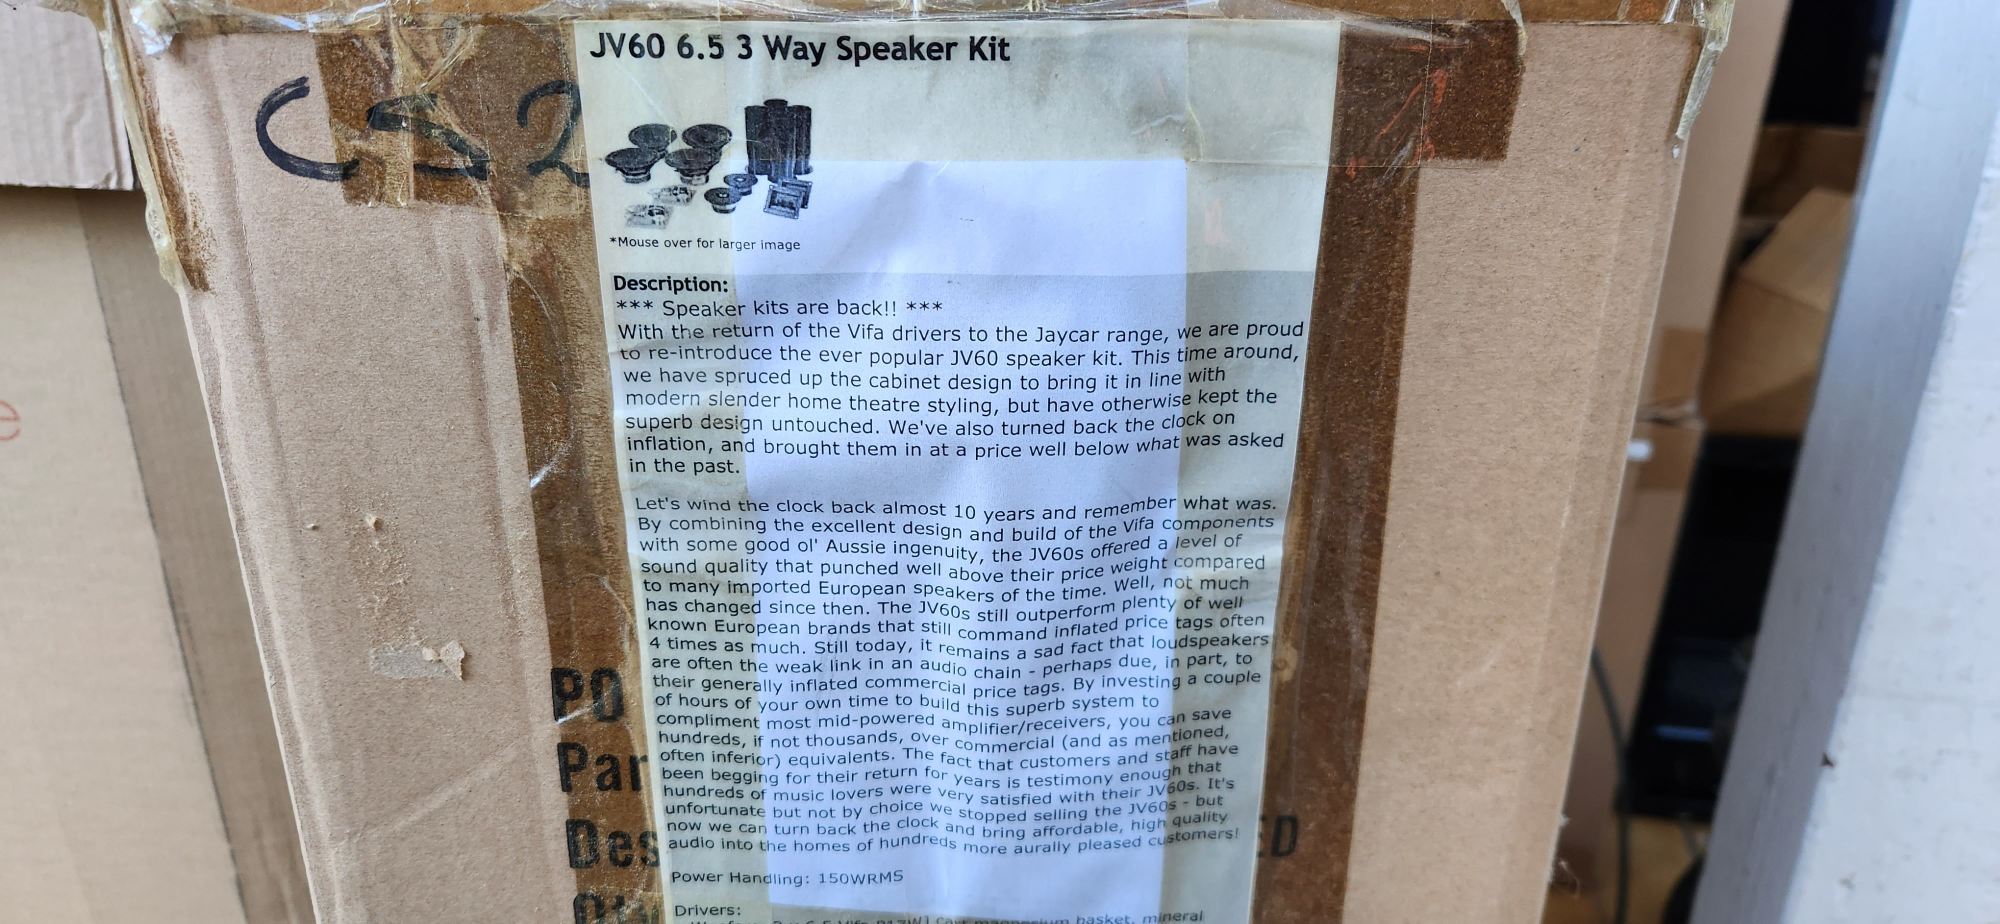 JV60 6.5 3 Way Speaker Kit
CS2
*Mouse over for larger image
Description:
*** Speaker kits are back!! ***
With the return of the Vifa drivers to the Jaycar range, we are proud
to re-introduce the ever popular JV60 speaker kit. This time around,
we have spruced up the cabinet design to bring it in line with
modern slender home theatre styling, but have otherwise kept the
superb design untouched. We've also turned back the clock on
inflation, and brought them in at a price well below what was asked
in the past.
Let's wind the clock back almost 10 years and remember what was.
By combining the excellent design and build of the Vifa components
with some good ol' Aussie ingenuity, the JV60s offered a level of
sound quality that punched well above their price weight compared
to many imported European speakers of the time. Well, not much
has changed since then. The JV60s still outperform plenty of well
known European brands that still command inflated price tags often
4 times as much. Still today, it remains a sad fact that loudspeakers
are often the weak link in an audio chain - perhaps due, in part, to
their generally inflated commercial price tags. By investing a couple
of hours of your own time to build this superb system to
compliment most mid-powered amplifier/receivers, you can save
hundreds, if not thousands, over commercial (and as mentioned,
often inferior) equivalents. The fact that customers and staff have
been begging for their return for years is testimony enough that
hundreds of music lovers were very satisfied with their JV60s. It's
unfortunate but not by choice we stopped selling the JV60s - but
now we can turn back the clock and bring affordable, high quality
audio into the homes of hundreds more aurally pleased customers!
PO
Par
Des ED
Power Handling: 150WRMS
Drivers:
6.5 Vifa basket, mineral